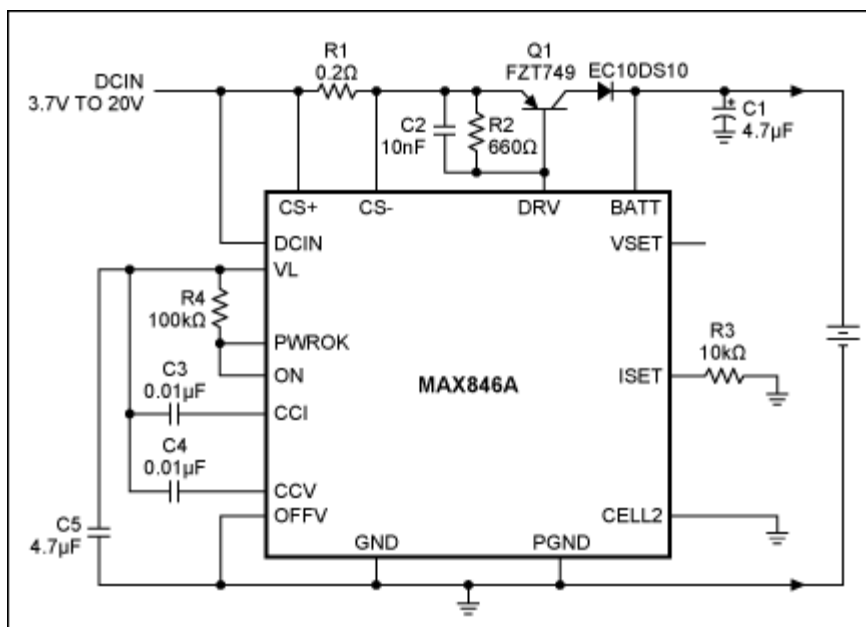 DCIN
3.7V TO 20V
R1
0.2Ω
Q1
FZT749
EC10DS10
C2
10nF
R2
660Ω
C1
4.7µF
+
CS+
CS-
DRV
BATT
DCIN
VL
VSET
R4
100kΩ
PWROK
ON
R3
10kΩ
MAX846A
ISET
C3
0.01µF
CCI
C4
0.01µF
CCV
OFFV
CELL2
C5
4.7µF
GND
PGND